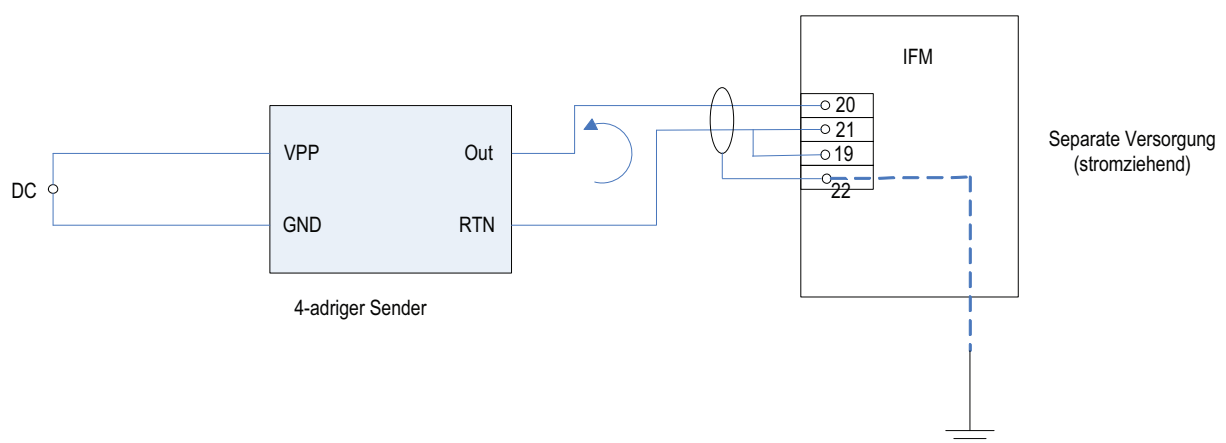 IFM
20
21
19
22
Separate Versorgung
(stromziehend)
VPP
Out
DC
GND
RTN
4-adriger Sender